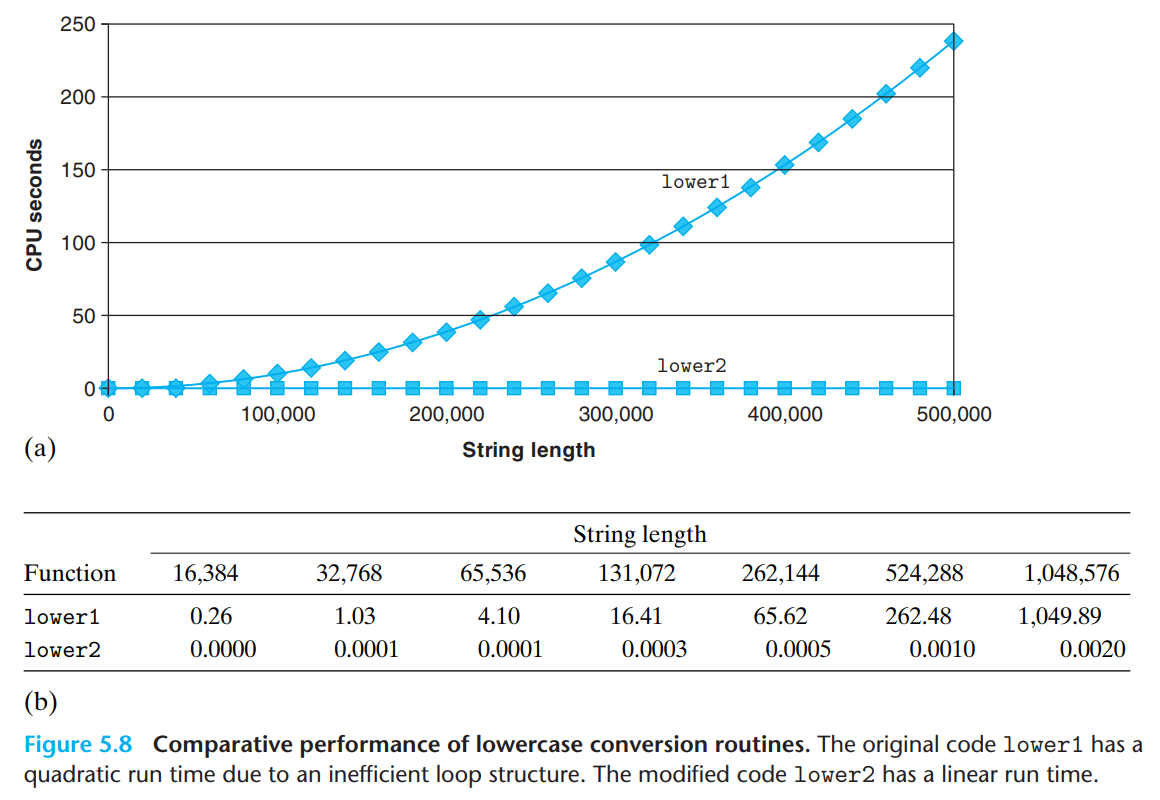 250
200
150
100
50
0
CPU seconds
lower1
lower2
0 100,000 200,000 300,000 400,000 500,000
String length
(a)
String length
Function 16,384 32,768 65,536 131,072 262,144 524,288 1,048,576
lower1 0.26 1.03 4.10 16.41 65.62 262.48 1,049.89
lower2 0.0000 0.0001 0.0001 0.0003 0.0005 0.0010 0.0020
(b)
Figure 5.8 Comparative performance of lowercase conversion routines. The original code lower1 has a
quadratic run time due to an inefficient loop structure. The modified code lower2 has a linear run time.